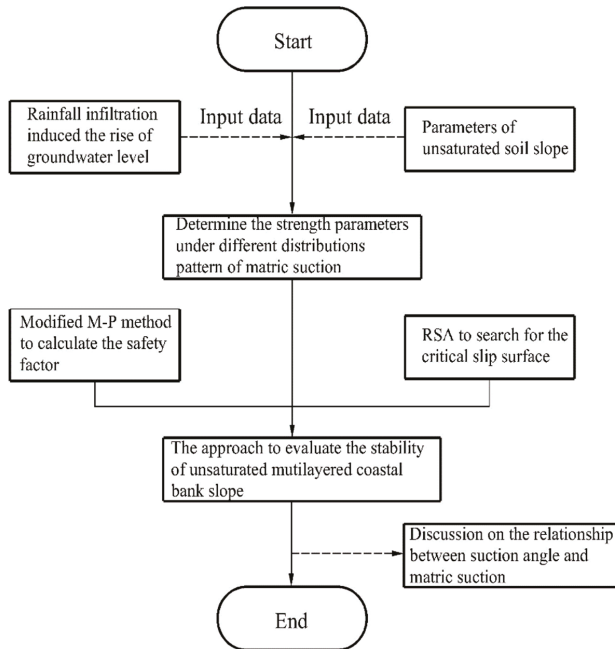 Start
Rainfall infiltration
induced the rise of
groundwater level
Input data
Input data
Parameters of
unsaturated soil slope
Determine the strength parameters
under different distributions
pattern of matric suction
Modified M-P method
to calculate the safety
factor
RSA to search for the
critical slip surface
The approach to evaluate the stability
of unsaturated mutilayered coastal
bank slope
Discussion on the relationship
between suction angle and
matric suction
End